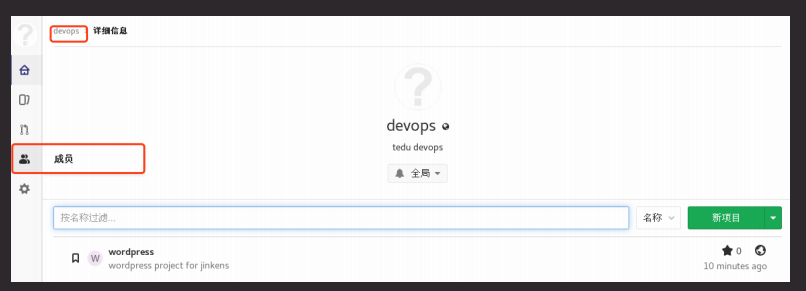 devops 详细信息
devops
tedu devops
全局
成员
按名称过滤...
名称
新项目
W
wordpress
0
wordpress project for jinkens
10 minutes ago